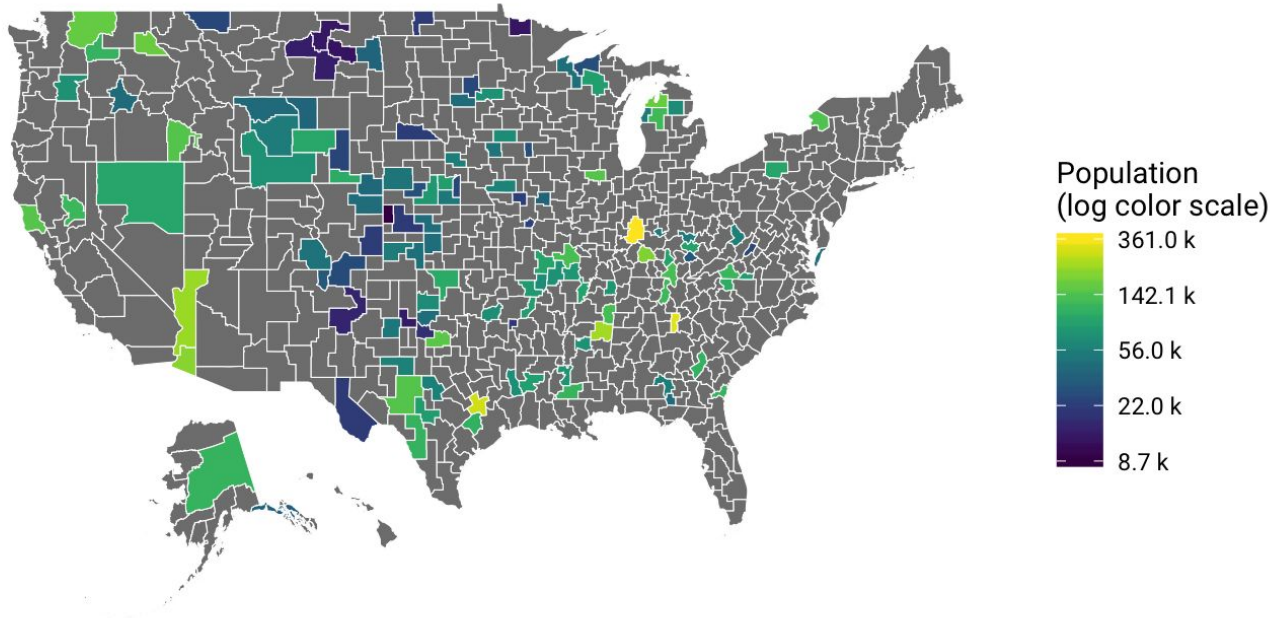 Population
(log color scale)
361.0 k
142.1 k
56.0 k
22.0 k
8.7 k